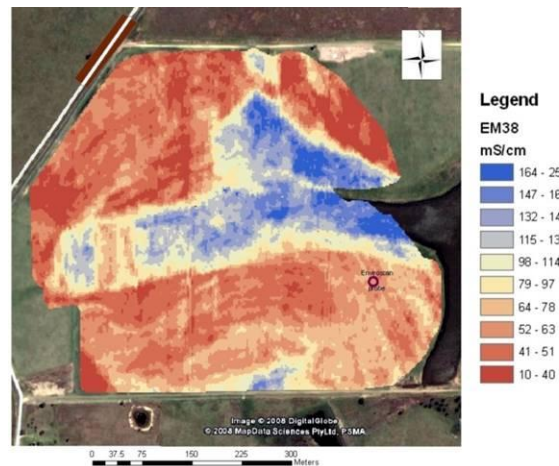 N
Legend
EM38
mS/cm
164 - 25
147 - 16
132 - 14
115 - 13
98 - 114
79 - 97
64 - 78
52 - 63
41 - 51
10 - 40
Enviroscan
Image © 2008 DigitalGlobe
© 2008 MapData Sciences PtyLtd, PSMA
0 37.5 75 150 225 300
Meters